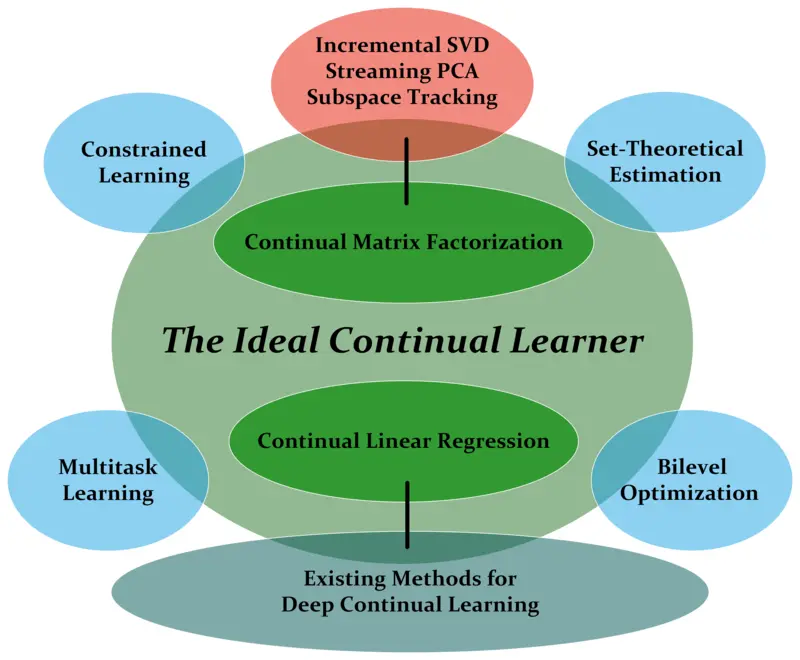 Incremental SVD
Streaming PCA
Subspace Tracking
Constrained
Learning
Set-Theoretical
Estimation
Continual Matrix Factorization
The Ideal Continual Learner
Continual Linear Regression
Multitask
Learning
Bilevel
Optimization
Existing Methods for
Deep Continual Learning